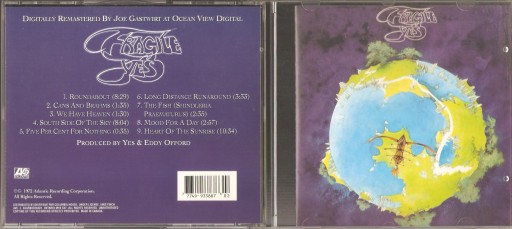 Digitally Remastered By Joe Gastwirt at Ocean View Digital
FRAGILE
YES
1. Roundabout (8:29)
2. Cans And Brahms (1:35)
3. We Have Heaven (1:30)
4. South Side Of The Sky (8:04)
5. Five Per Cent For Nothing (0:35)
6. Long Distance Runaround (3:33)
7. The Fish (Shindleria
Praematurus) (2:35)
8. Mood For A Day (2:57)
9. Heart Of The Sunrise (10:34)
Produced by Yes & Eddy Offord
ATLANTIC
© 1972 Atlantic Recording Corporation.
All Rights Reserved.
FRAGILE
YES